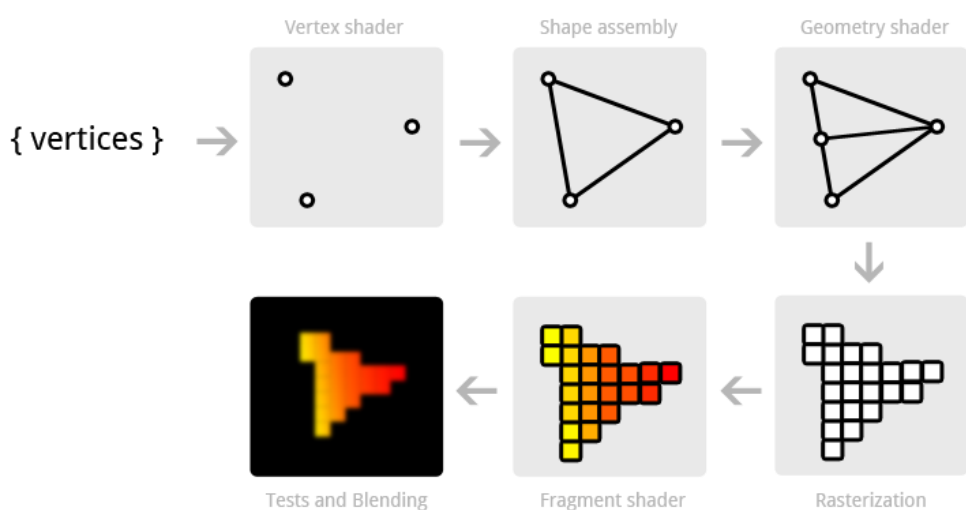 Vertex shader
Shape assembly
Geometry shader
{ vertices }
Tests and Blending
Fragment shader
Rasterization